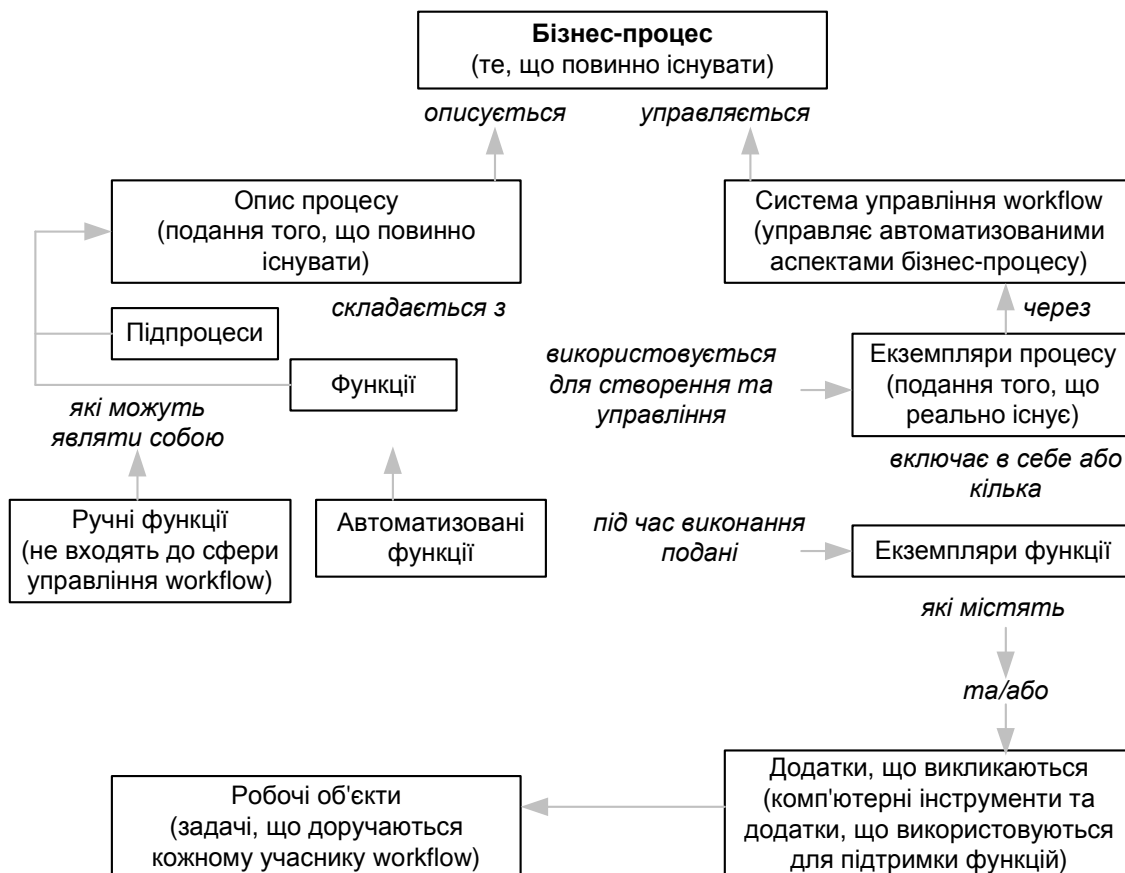 Бізнес-процес
(те, що повинно існувати)
описується
управляється
Опис процесу
(подання того, що повинно
існувати)
Система управління workflow
(управляє автоматизованими
аспектами бізнес-процесу)
складається з
через
Підпроцеси
Функції
використовується
для створення та
управління
Екземпляри процесу
(подання того, що
реально існує)
які можуть
являти собою
включає в себе або
кілька
Ручні функції
(не входять до сфери
управління workflow)
Автоматизовані
функції
під час виконання
подані
Екземпляри функції
які містять
та/або
Робочі об'єкти
(задачі, що доручаються
кожному учаснику workflow)
Додатки, що викликаються
(комп'ютерні інструменти та
додатки, що використовуються
для підтримки функцій)